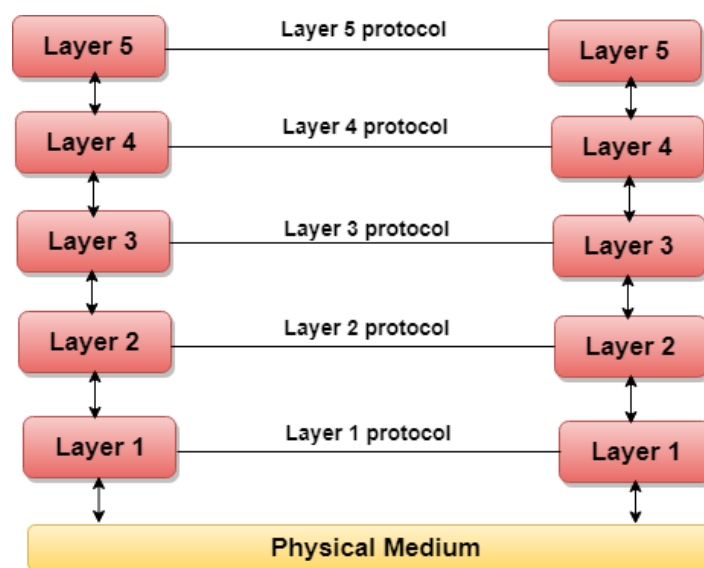 Layer 5 Layer 5 protocol Layer 5
Layer 4 Layer 4 protocol Layer 4
Layer 3 Layer 3 protocol Layer 3
Layer 2 Layer 2 protocol Layer 2
Layer 1 Layer 1 protocol Layer 1
Physical Medium